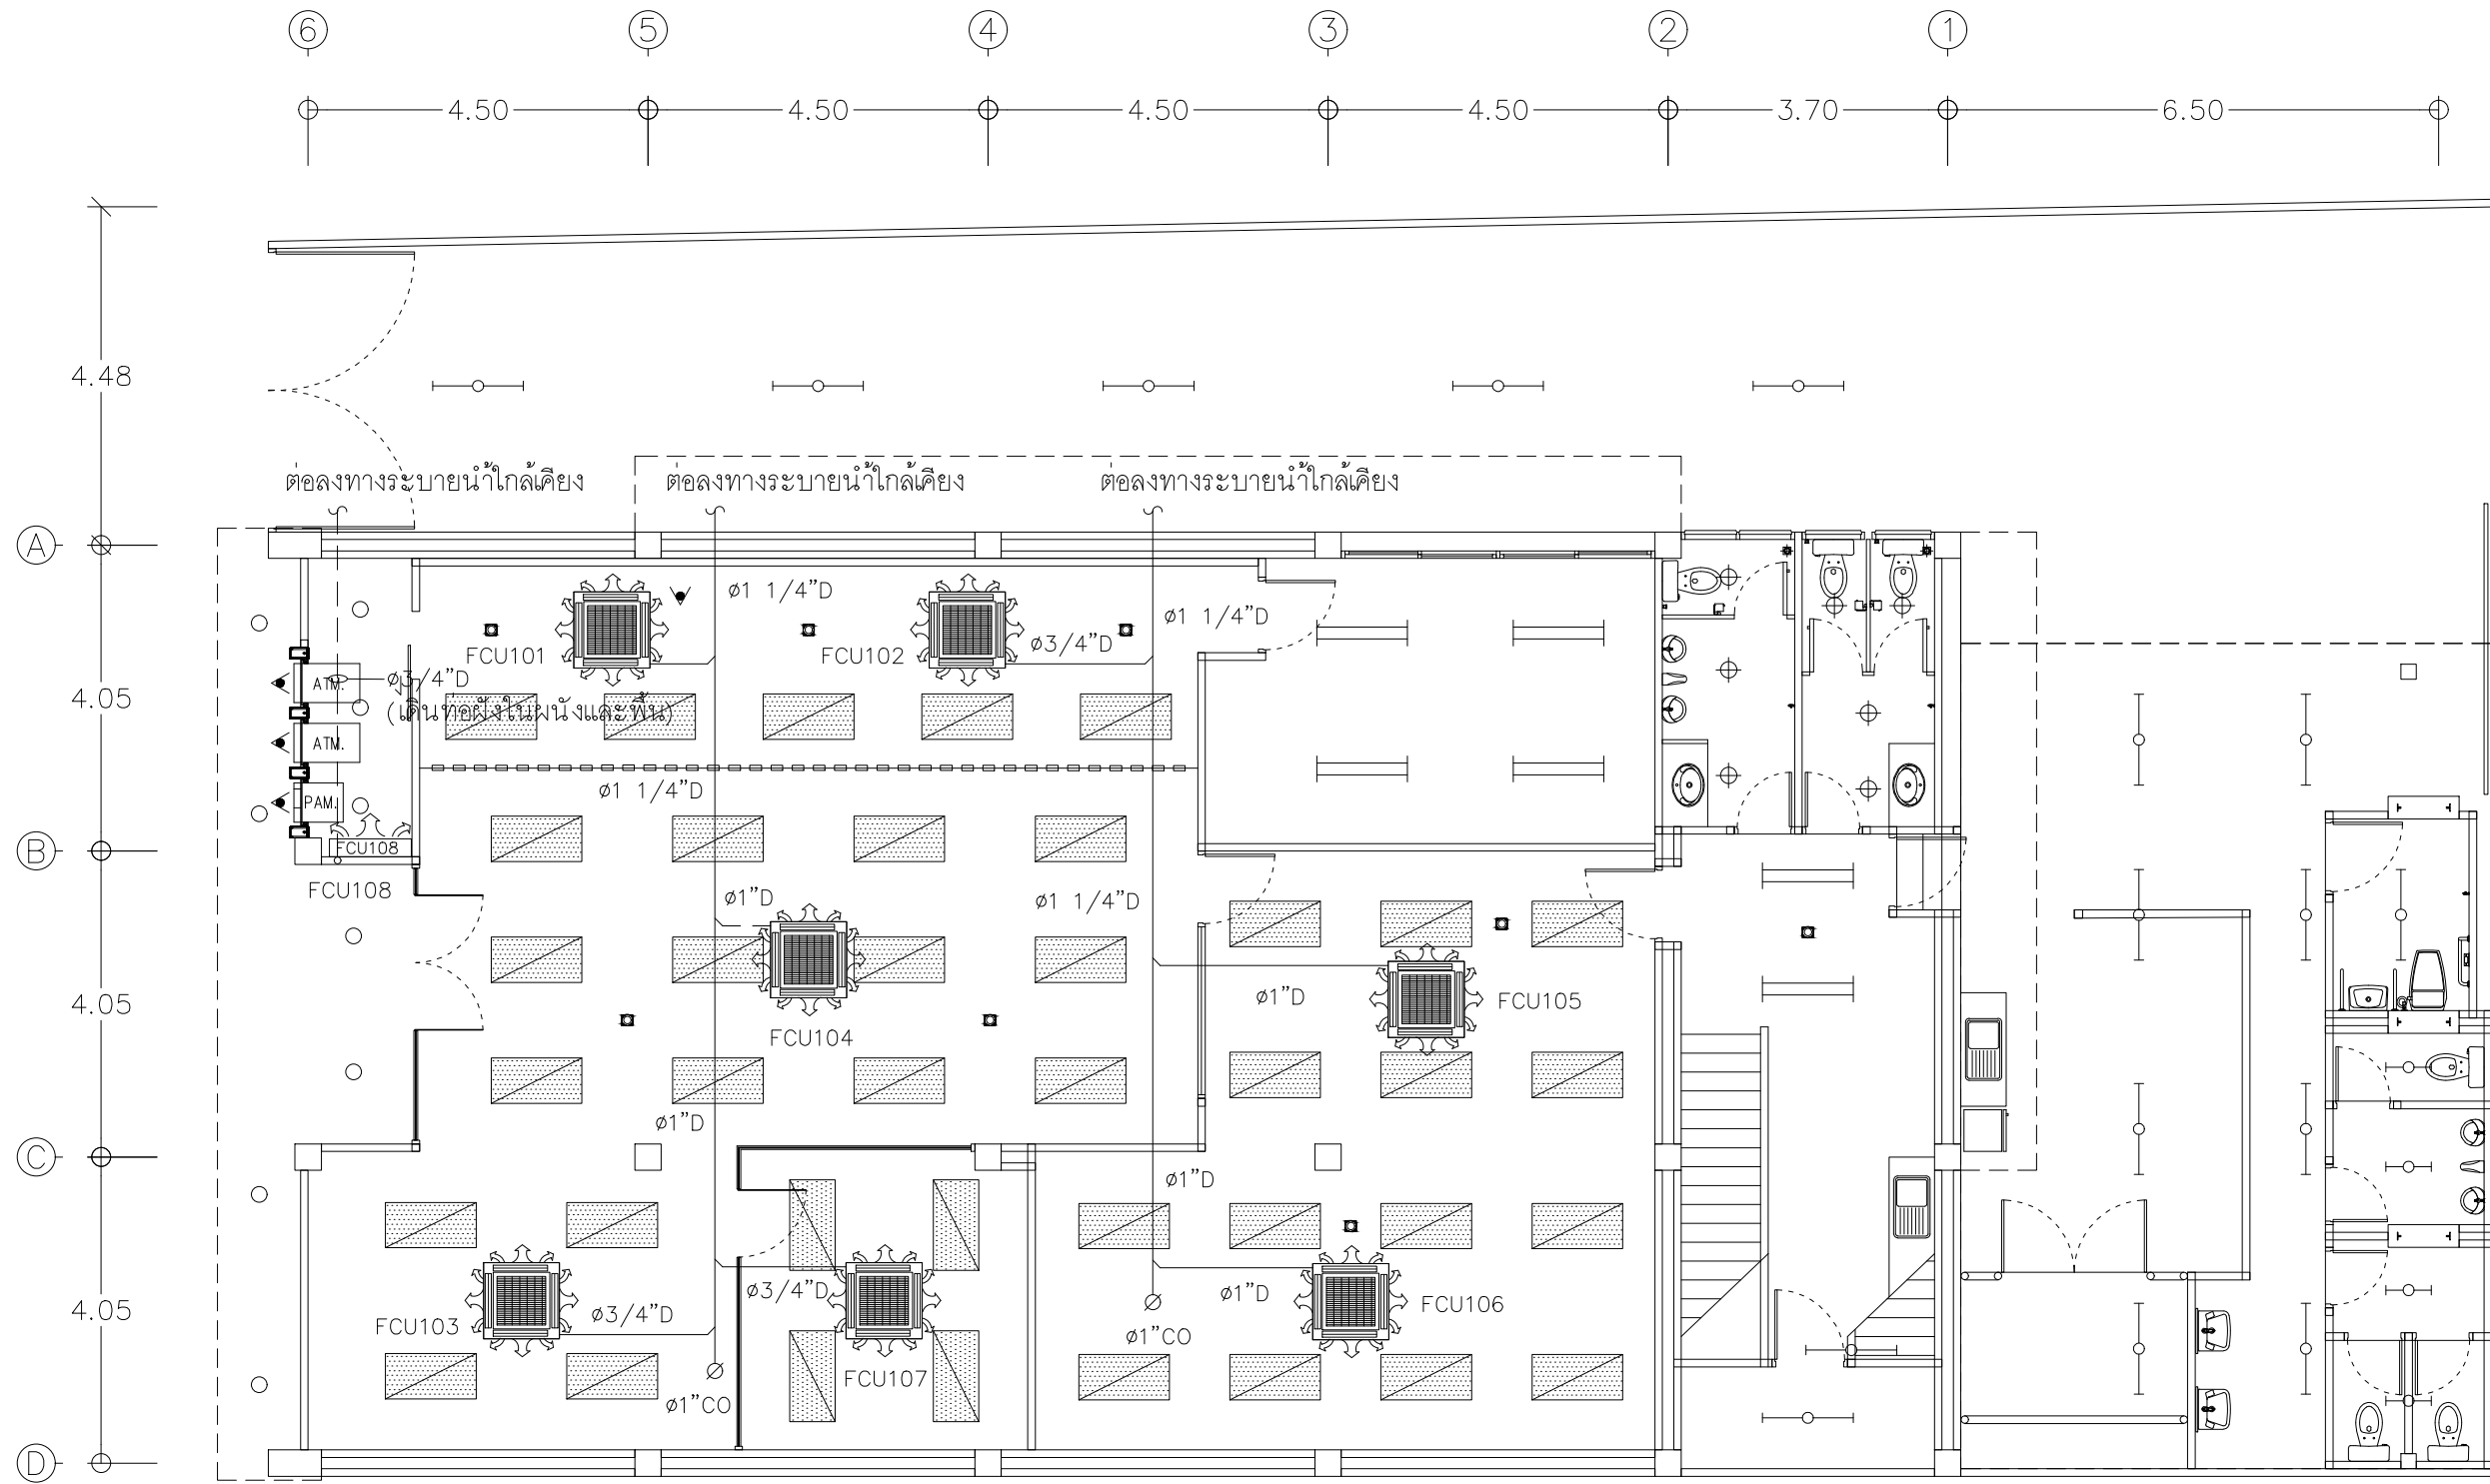 6 5 4 3 2 1
4.50 4.50 4.50 4.50 3.70 6.50
4.48
ต่อลงทางระบายน้ำใกล้เคียง ต่อลงทางระบายน้ำใกล้เคียง ต่อลงทางระบายน้ำใกล้เคียง
A
ø1 1/4"D
ø1 1/4"D
FCU101
FCU102
ø3/4"D
ATM.
ø3/4"D
(เดินท่อฝังในผนังและพื้น)
4.05
ATM.
PAM.
ø1 1/4"D
B
FCU108
FCU108
ø1"D
ø1 1/4"D
4.05
ø1"D
FCU105
FCU104
ø1"D
C
ø1"D
4.05
ø3/4"D
ø1"D
FCU106
FCU103
ø3/4"D
ø1"CO
FCU107
ø1"CO
D